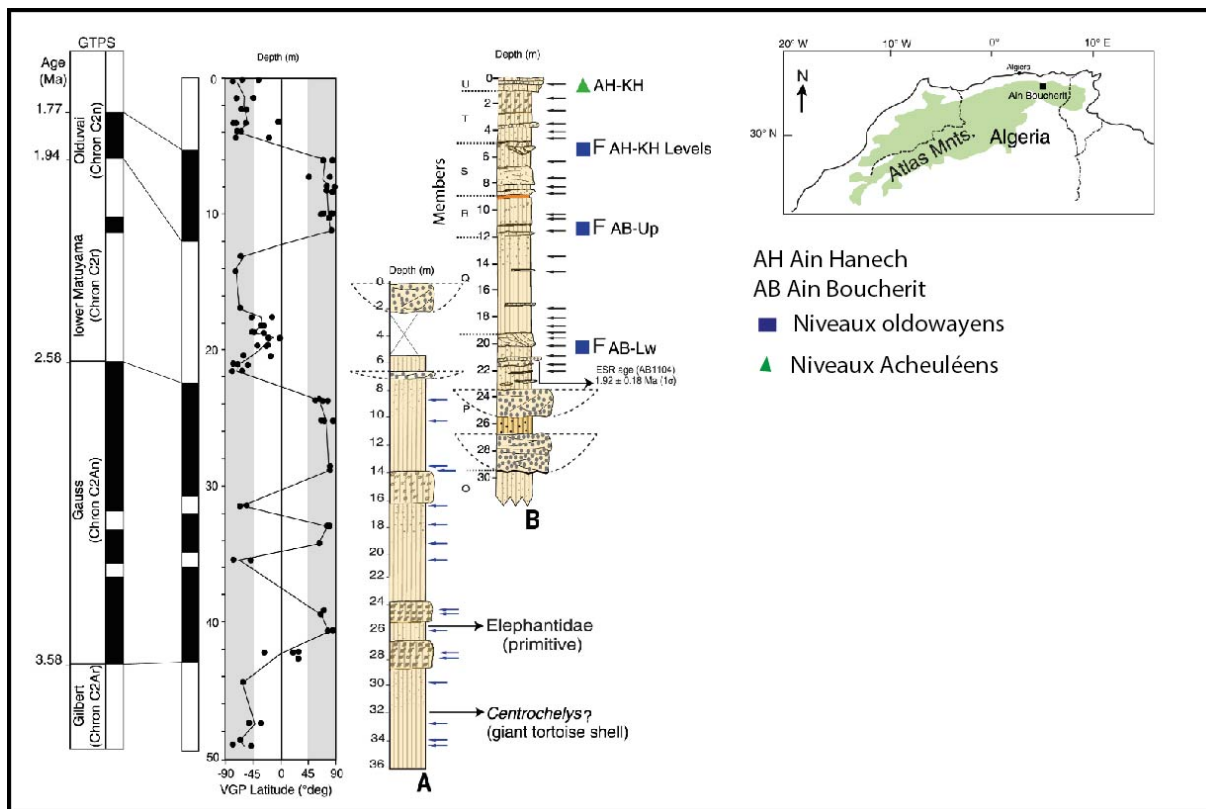 GTPS
Age
(Ma)
1.77
1.94
2.58
3.58
Olduvai
(Chron C2n)
lower Matuyama
(Chron C2r)
Gauss
(Chron C2An)
Gilbert
(Chron C2Ar)
Depth (m)
0
10
20
30
40
50
-90 -45 0 45 90
VGP Latitude (°deg)
Depth (m)
0
2
4
6
8
10
12
14
16
18
20
22
24
26
28
30
32
34
36
A
Elephantidae
(primitive)
Centrochelys?
(giant tortoise shell)
Depth (m)
Members
U
T
S
R
Q
P
O
0
2
4
6
8
10
12
14
16
18
20
22
24
26
28
30
B
AH-KH
F AH-KH Levels
F AB-Up
F AB-Lw
ESR age (AB1104)
1.92 ± 0.18 Ma (1σ)
20° W
10° W
0°
10° E
N
30° N
Algiers
Ain Boucherit
Algeria
Atlas Mnts.
AH Ain Hanech
AB Ain Boucherit
Niveaux oldowayens
Niveaux Acheuléens